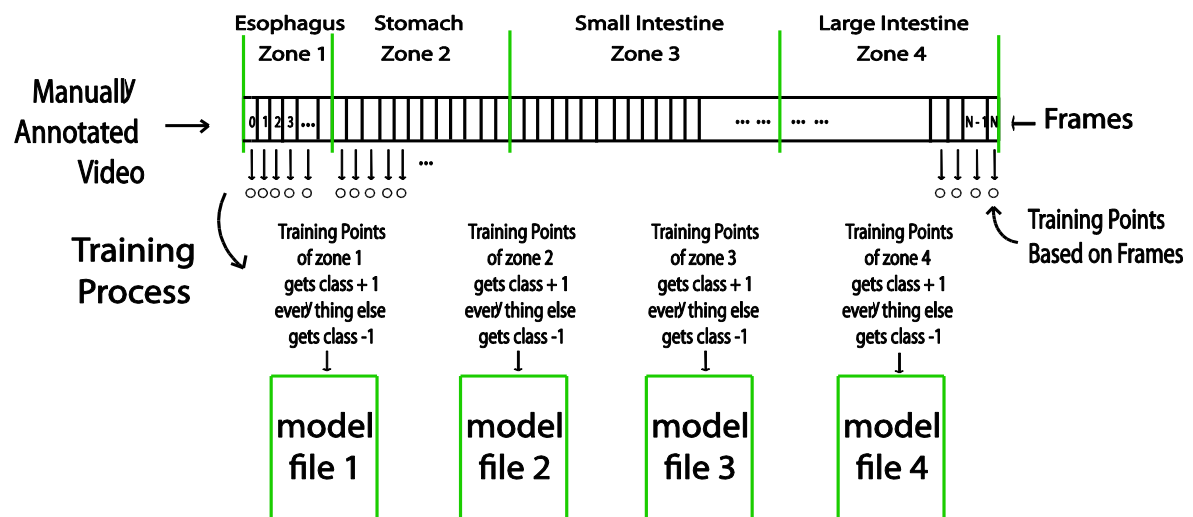 Esophagus
Zone 1
Stomach
Zone 2
Small Intestine
Zone 3
Large Intestine
Zone 4
Manually
Annotated
Video
0 1 2 3 ...
... ...
... ...
N-1 N
Frames
...
Training
Process
Training Points
of zone 1
gets class + 1
every thing else
gets class -1
Training Points
of zone 2
gets class + 1
every thing else
gets class -1
Training Points
of zone 3
gets class + 1
every thing else
gets class -1
Training Points
of zone 4
gets class + 1
every thing else
gets class -1
Training Points
Based on Frames
model
file 1
model
file 2
model
file 3
model
file 4